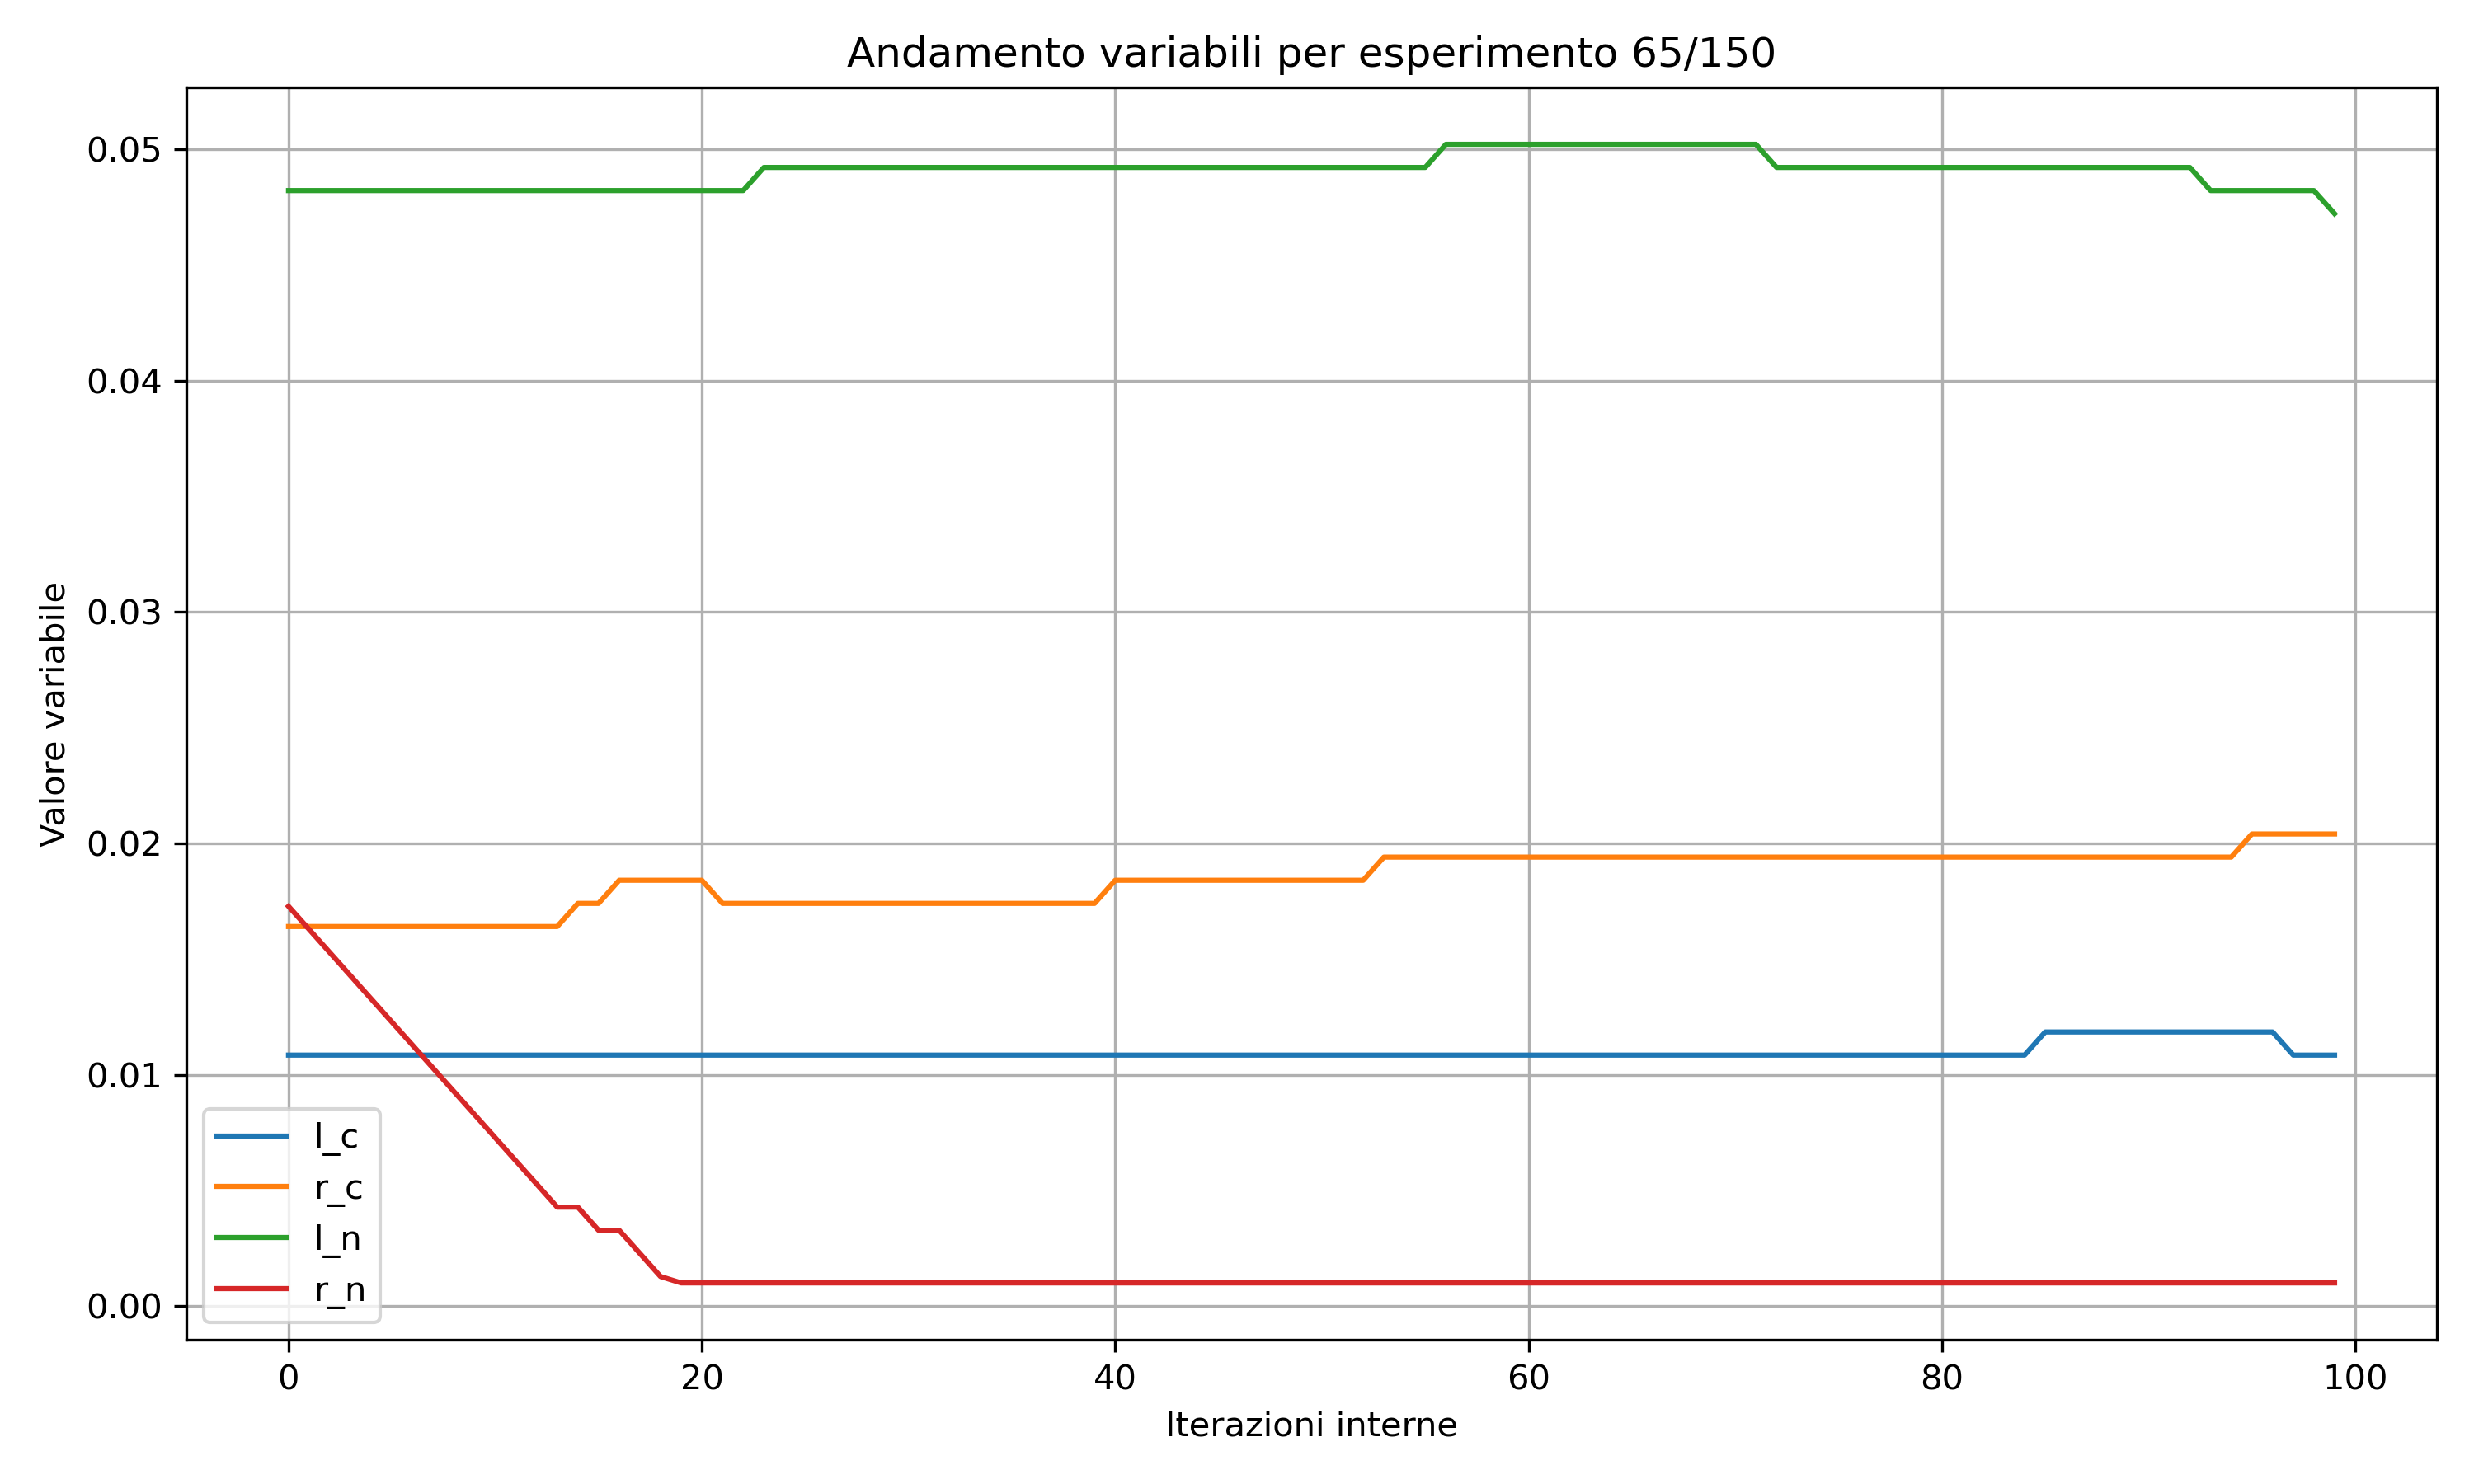 Andamento variabili per esperimento 65/150
Valore variabile
0.05
0.04
0.03
0.02
0.01
0.00
l_c
r_c
l_n
r_n
0 20 40 60 80 100
Iterazioni interne